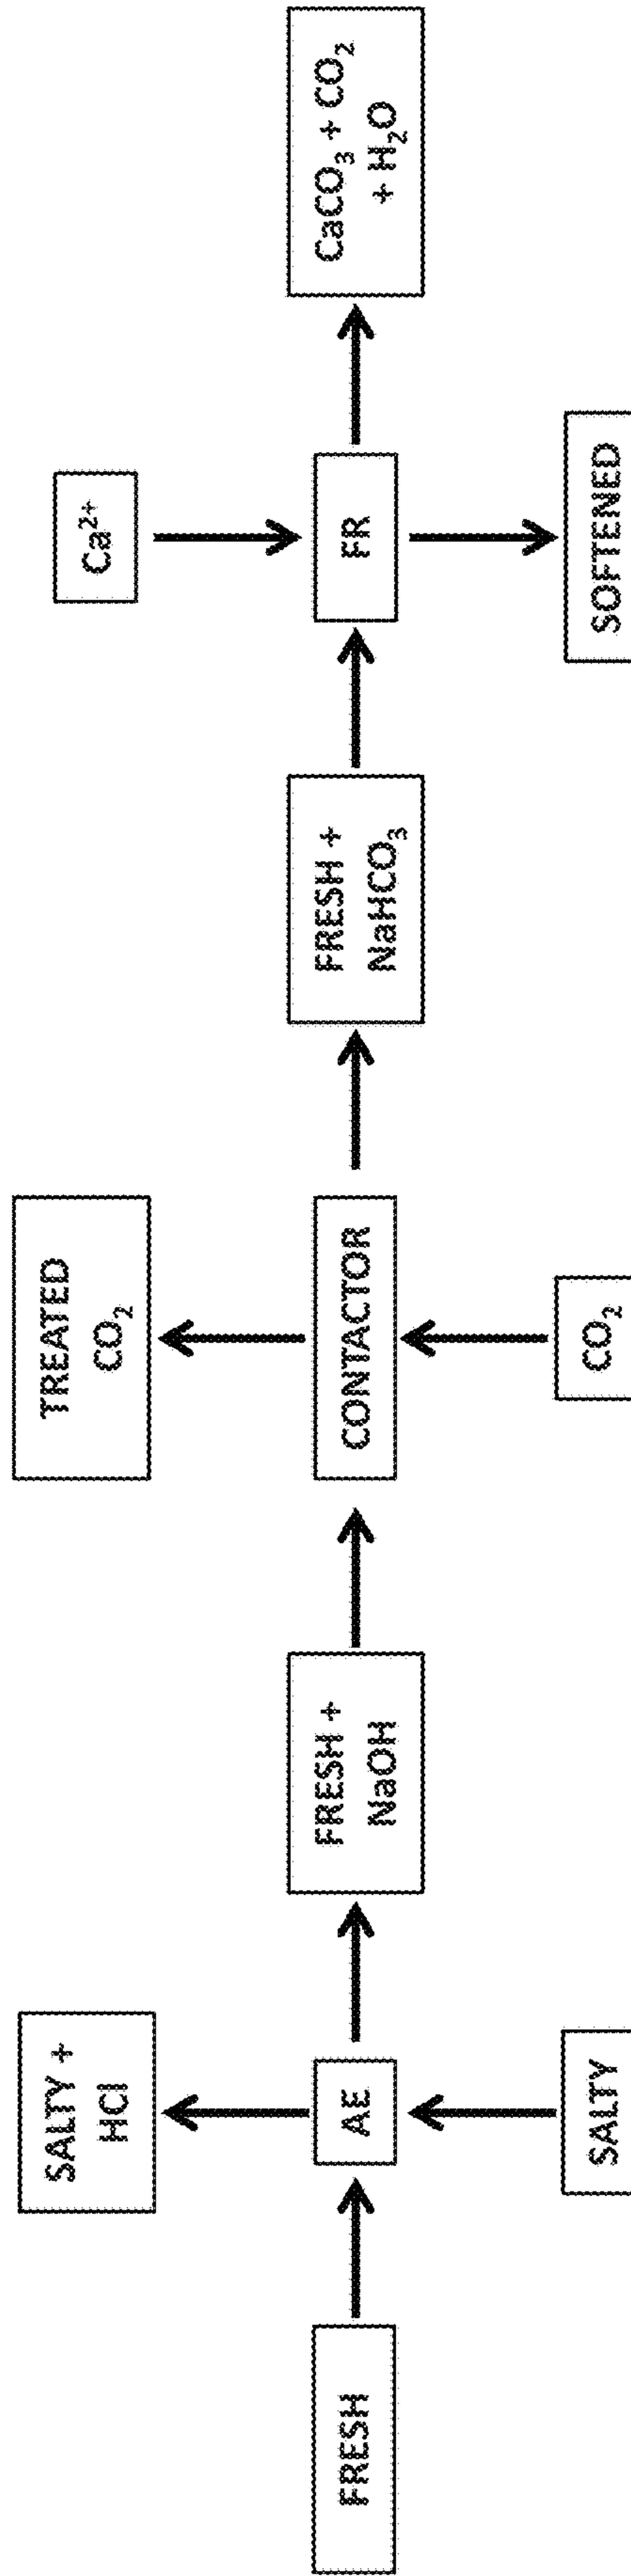 FRESH
SALTY +
HCl
AE
SALTY
FRESH +
NaOH
TREATED
CO₂
CONTACTOR
CO₂
FRESH +
NaHCO₃
Ca²⁺
FR
SOFTENED
CaCO₃ + CO₂
+ H₂O